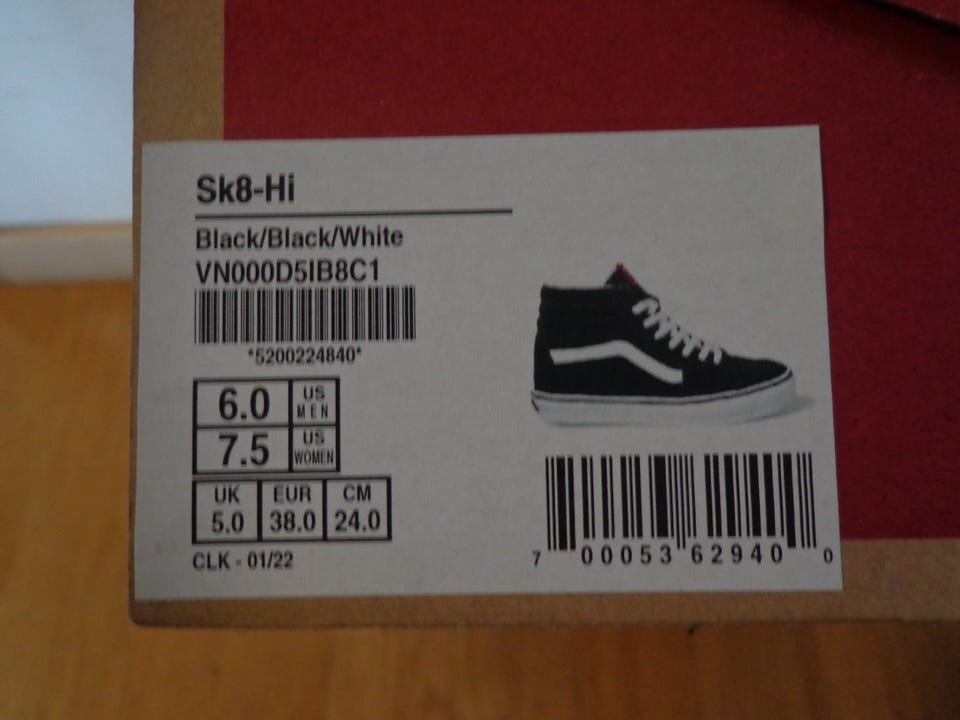 Sk8-Hi
Black/Black/White
VN000D5IB8C1
*5200224840*
6.0 US MEN
7.5 US WOMEN
UK EUR CM
5.0 38.0 24.0
CLK - 01/22
7 00053 62940 0